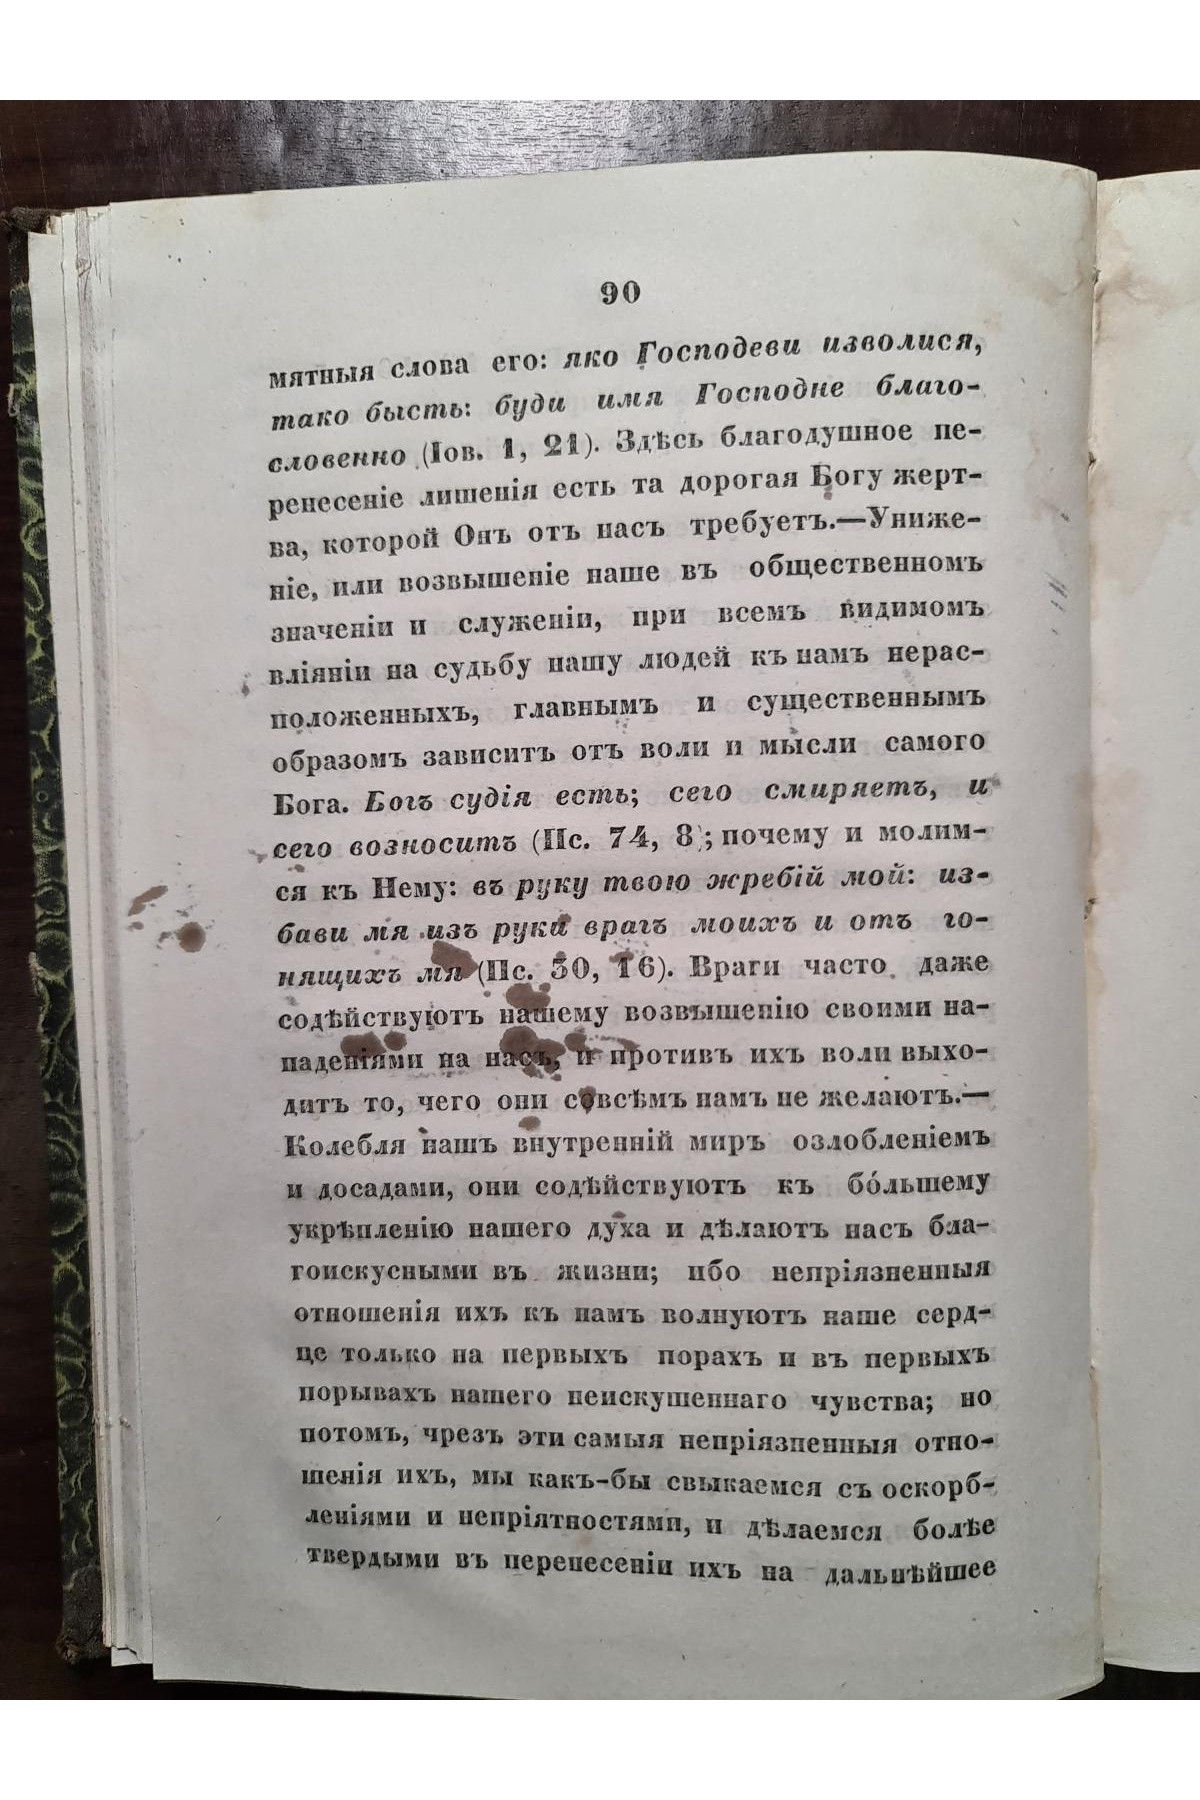 90
мятныя слова его: яко Господеви изволися,
тако бысть: буди имя Господне благо-
словенно (Іов. 1, 21). Здѣсь благодушное пе-
ренесеніе лишенія есть та дорогая Богу жерт-
ва, которой Онъ отъ насъ требуетъ.—Униже-
ніе, или возвышеніе наше въ общественномъ
значеніи и служеніи, при всемъ видимомъ
вліяніи на судьбу нашу людей къ намъ нерас-
положенныхъ, главнымъ и существеннымъ
образомъ зависитъ отъ воли и мысли самого
Бога. Богъ судія есть; сего смиряетъ, и
сего возноситъ (Пс. 74, 8); почему и молим-
ся къ Нему: въ руку твою жребій мой: из-
бави мя изъ руки врагъ моихъ и отъ го-
нящихъ мя (Пс. 30, 16). Враги часто даже
содѣйствуютъ нашему возвышенію своими на-
паденіями на насъ, и противъ ихъ воли выхо-
дитъ то, чего они совсѣмъ намъ не желаютъ.—
Колебля нашъ внутренній миръ озлобленіемъ
и досадами, они содѣйствуютъ къ бо́льшему
укрѣпленію нашего духа и дѣлаютъ насъ бла-
гоискусными въ жизни; ибо непріязненныя
отношенія ихъ къ намъ волнуютъ наше серд-
це только на первыхъ порахъ и въ первыхъ
порывахъ нашего неискушеннаго чувства; но
потомъ, чрезъ эти самыя непріязненныя отно-
шенія ихъ, мы какъ-бы свыкаемся съ оскорб-
леніями и непріятностями, и дѣлаемся болѣе
твердыми въ перенесеніи ихъ на дальнѣйшее